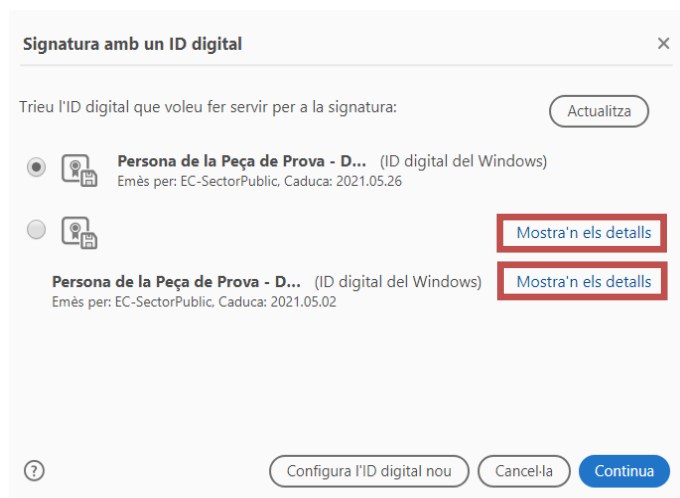 Signatura amb un ID digital
Trieu l'ID digital que voleu fer servir per a la signatura:
Actualitza
Persona de la Peça de Prova - D... (ID digital del Windows)
Emès per: EC-SectorPublic, Caduca: 2021.05.26
Mostra'n els detalls
Persona de la Peça de Prova - D... (ID digital del Windows) Mostra'n els detalls
Emès per: EC-SectorPublic, Caduca: 2021.05.02
? Configura l'ID digital nou Cancel·la Continua